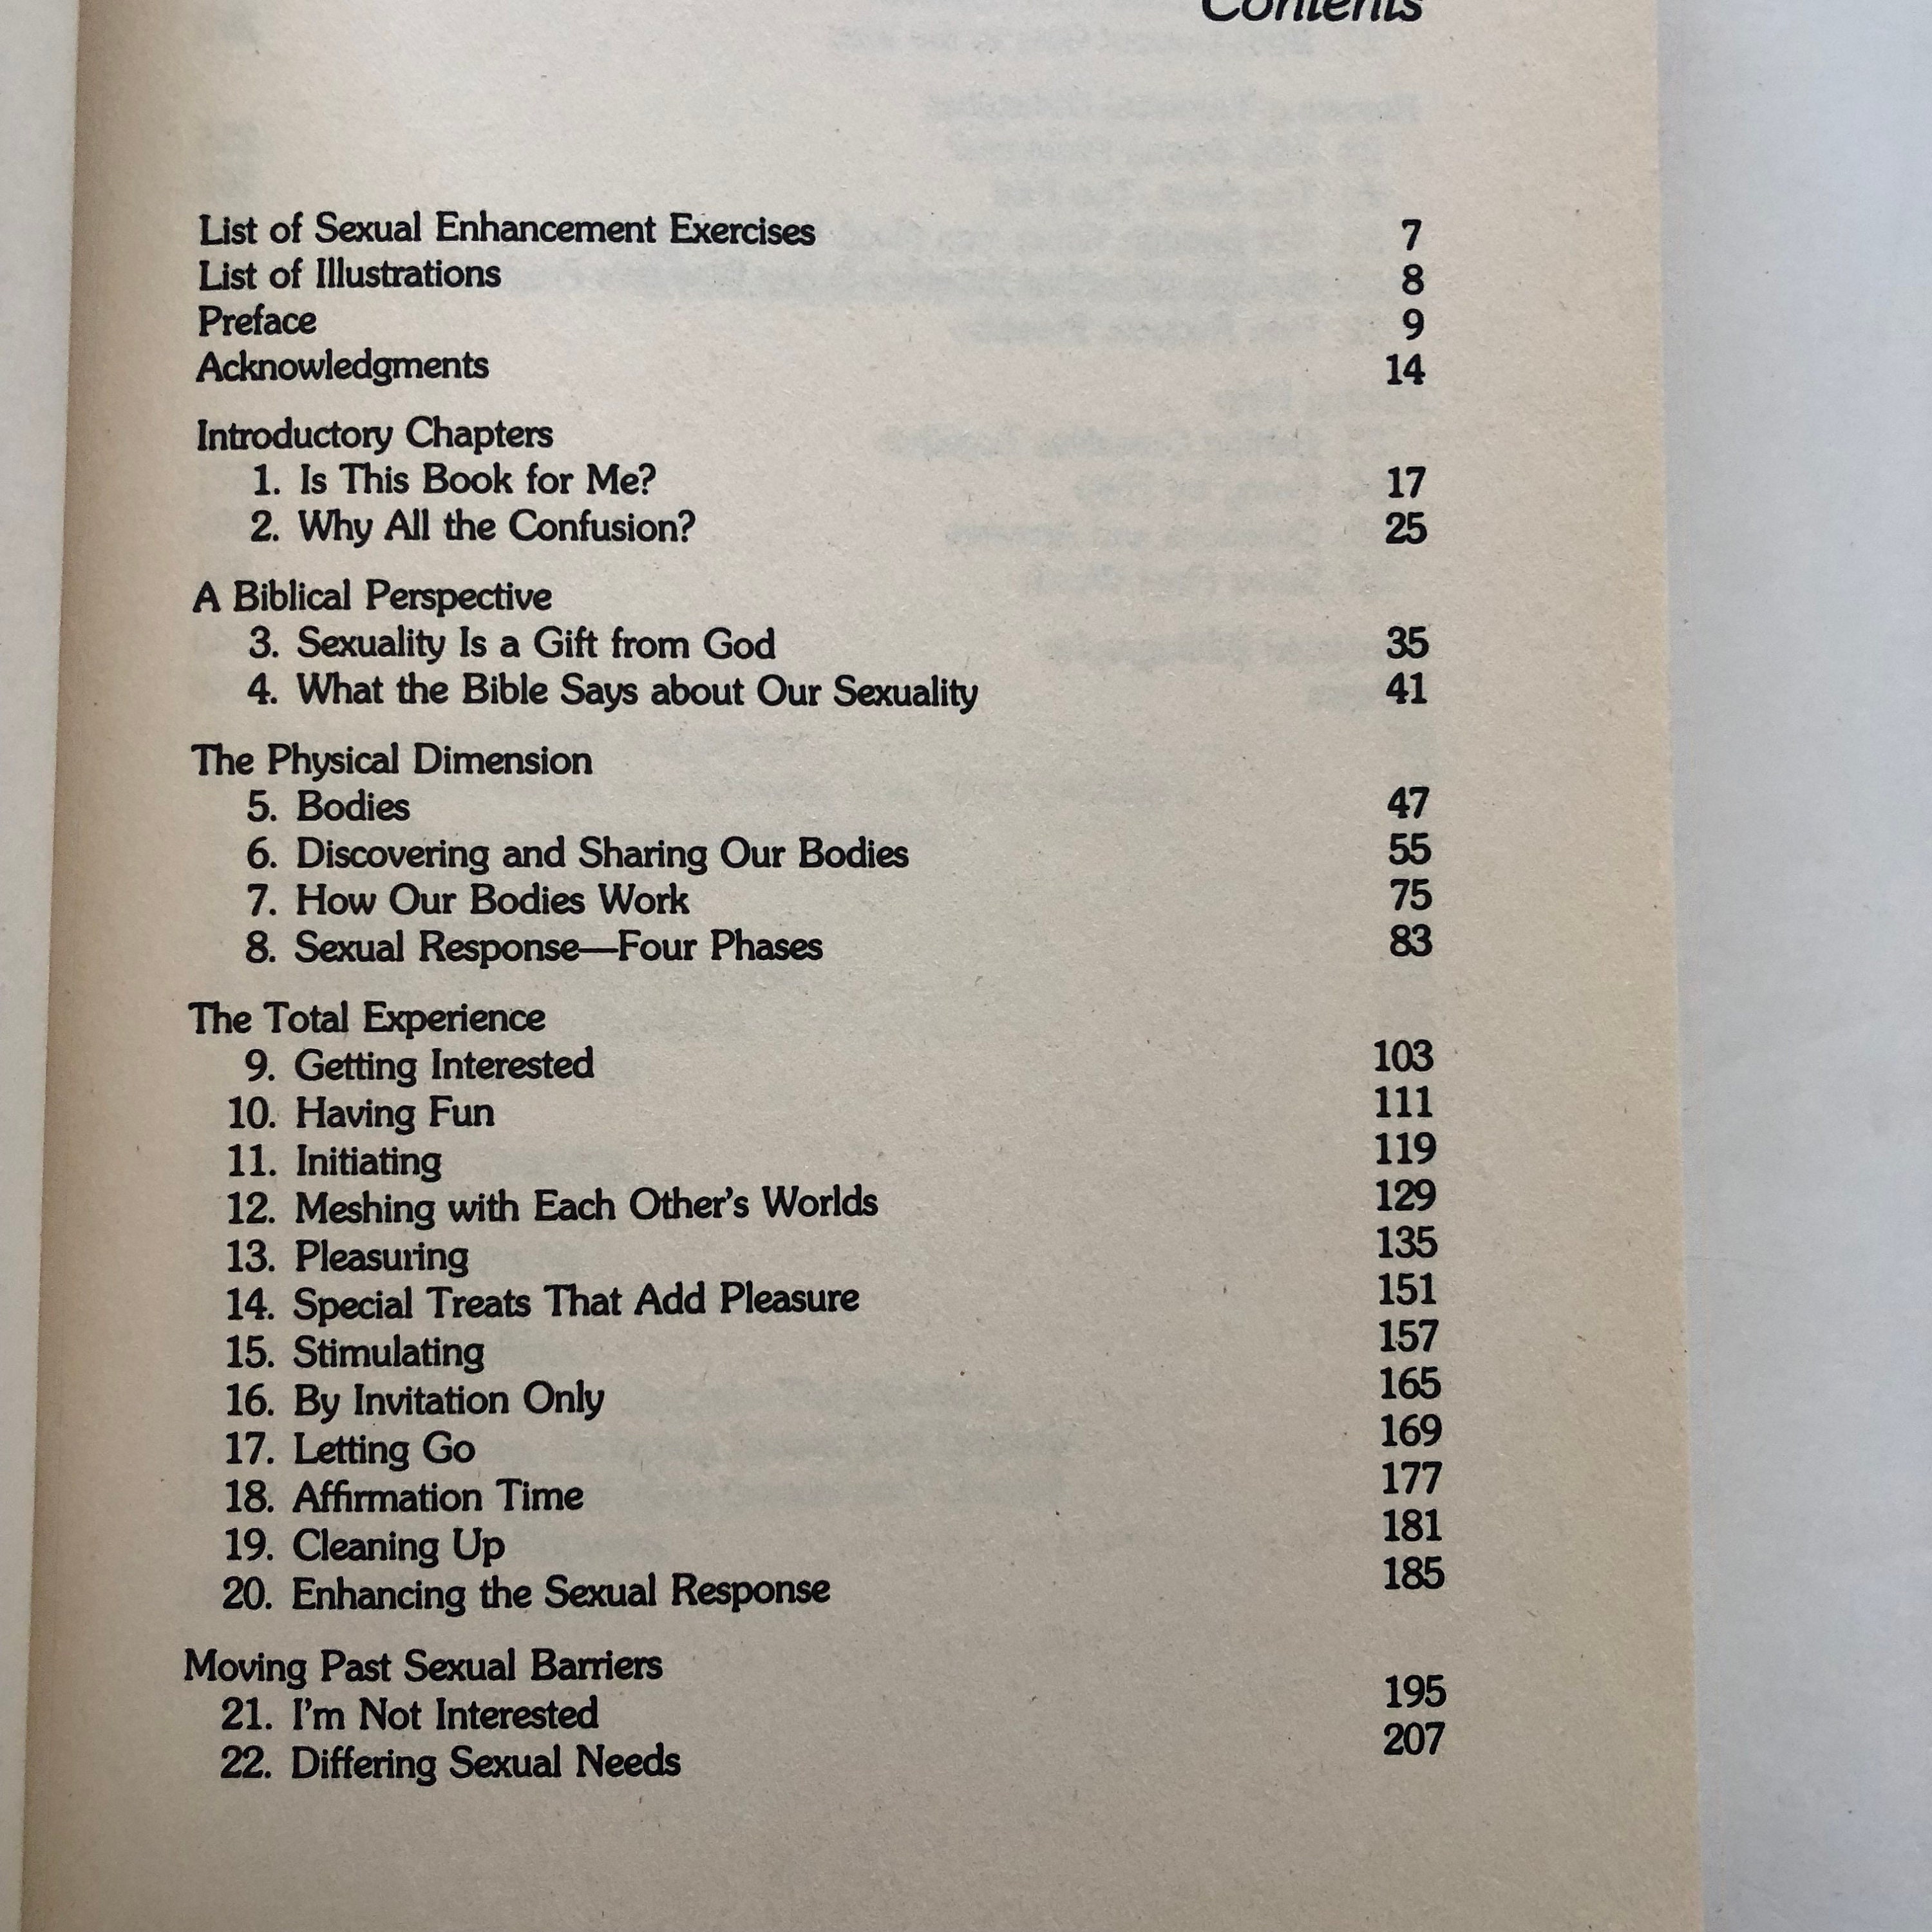 Contents
List of Sexual Enhancement Exercises 7
List of Illustrations 8
Preface 9
Acknowledgments 14
Introductory Chapters
1. Is This Book for Me? 17
2. Why All the Confusion? 25
A Biblical Perspective
3. Sexuality Is a Gift from God 35
4. What the Bible Says about Our Sexuality 41
The Physical Dimension
5. Bodies 47
6. Discovering and Sharing Our Bodies 55
7. How Our Bodies Work 75
8. Sexual Response—Four Phases 83
The Total Experience
9. Getting Interested 103
10. Having Fun 111
11. Initiating 119
12. Meshing with Each Other's Worlds 129
13. Pleasuring 135
14. Special Treats That Add Pleasure 151
15. Stimulating 157
16. By Invitation Only 165
17. Letting Go 169
18. Affirmation Time 177
19. Cleaning Up 181
20. Enhancing the Sexual Response 185
Moving Past Sexual Barriers
21. I'm Not Interested 195
22. Differing Sexual Needs 207